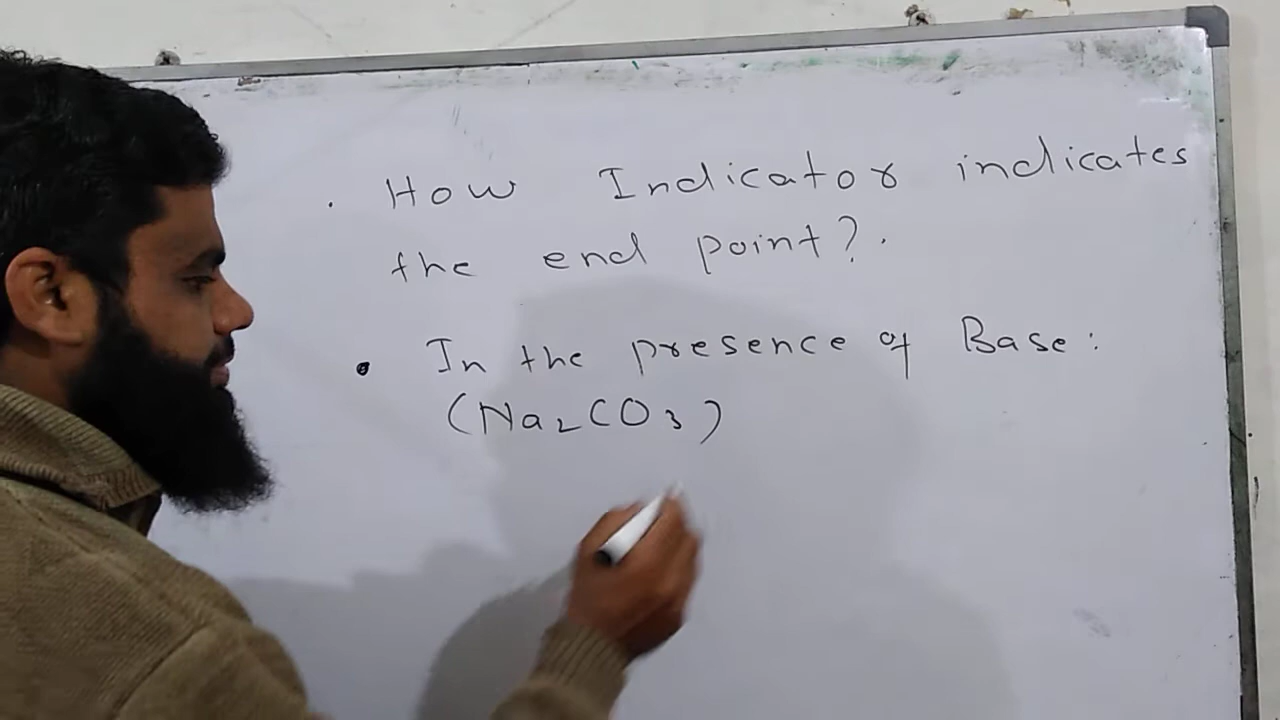 . How Indicator indicates
the end point?.
• In the presence of Base:
(Na₂CO₃)